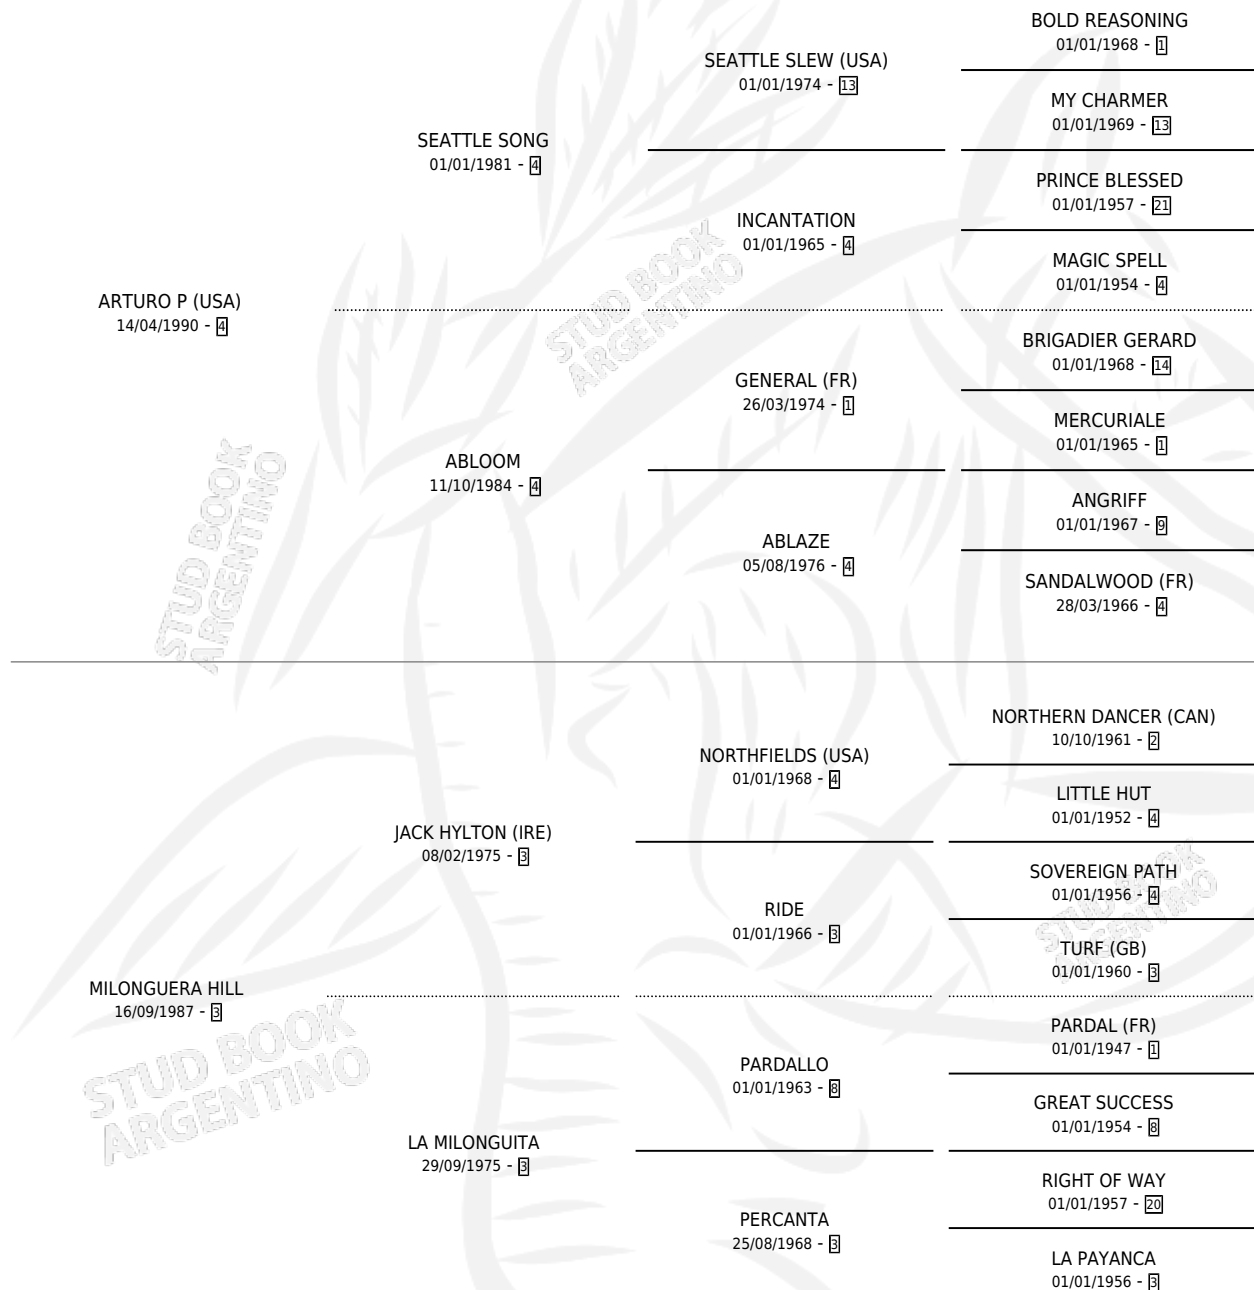 BOLD REASONING
01/01/1968 - 1
SEATTLE SLEW (USA)
01/01/1974 - 13
MY CHARMER
01/01/1969 - 13
SEATTLE SONG
01/01/1981 - 4
PRINCE BLESSED
01/01/1957 - 21
INCANTATION
01/01/1965 - 4
MAGIC SPELL
01/01/1954 - 4
STUD BOOK
ARGENTINO
ARTURO P (USA)
14/04/1990 - 4
BRIGADIER GERARD
01/01/1968 - 14
GENERAL (FR)
26/03/1974 - 1
MERCURIALE
01/01/1965 - 1
ABLOOM
11/10/1984 - 4
ANGRIFF
01/01/1967 - 9
ABLAZE
05/08/1976 - 4
SANDALWOOD (FR)
28/03/1966 - 4
STUD BOOK
ARGENTINO
NORTHERN DANCER (CAN)
10/10/1961 - 2
NORTHFIELDS (USA)
01/01/1968 - 4
LITTLE HUT
01/01/1952 - 4
JACK HYLTON (IRE)
08/02/1975 - 3
SOVEREIGN PATH
01/01/1956 - 4
RIDE
01/01/1966 - 3
TURF (GB)
01/01/1960 - 3
STUD BOOK
ARGENTINO
MILONGUERA HILL
16/09/1987 - 3
PARDAL (FR)
01/01/1947 - 1
PARDALLO
01/01/1963 - 8
GREAT SUCCESS
01/01/1954 - 8
STUD BOOK
ARGENTINO
LA MILONGUITA
29/09/1975 - 3
RIGHT OF WAY
01/01/1957 - 20
PERCANTA
25/08/1968 - 3
LA PAYANCA
01/01/1956 - 3